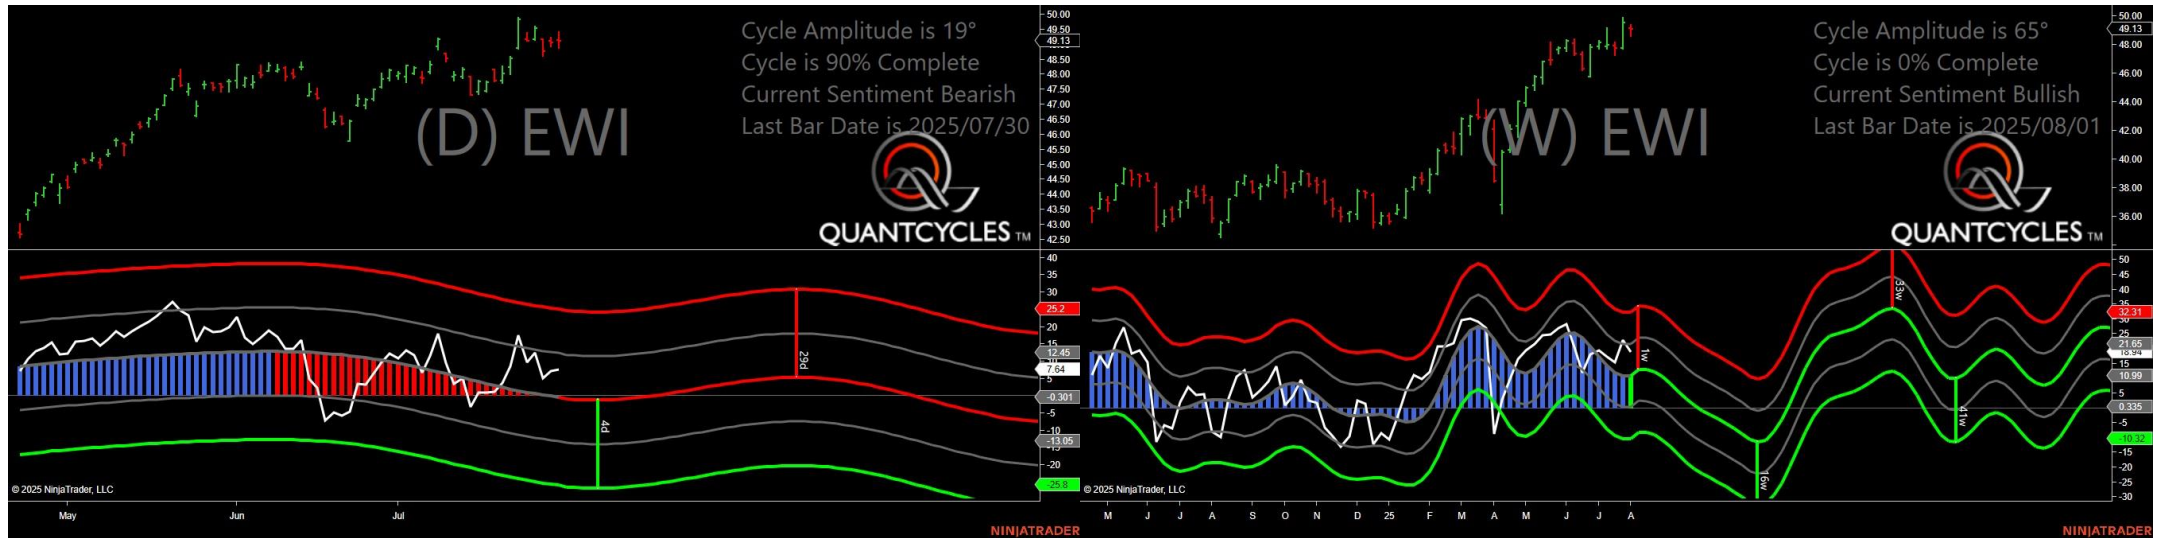 Cycle Amplitude is 19°
Cycle is 90% Complete
Current Sentiment Bearish
Last Bar Date is 2025/07/30
(D) EWI
QUANTCYCLES TM
50.00
49.50
49.13
48.50
48.00
47.50
47.00
46.50
46.00
45.50
45.00
44.50
44.00
43.50
43.00
42.50
40
35
30
25.2
20
15
12.45
7.64
5
-0.301
-5
-10
-13.05
-20
-25.8
29d
4d
© 2025 NinjaTrader, LLC
May Jun Jul
NINJATRADER
Cycle Amplitude is 65°
Cycle is 0% Complete
Current Sentiment Bullish
Last Bar Date is 2025/08/01
(W) EWI
QUANTCYCLES TM
50.00
49.13
48.00
46.00
44.00
42.00
40.00
38.00
36.00
50
45
40
35
32.31
30
21.65
18.94
15
10.99
5
0.335
-5
-10.32
-15
-20
-25
-30
1w
16w
33w
41w
© 2025 NinjaTrader, LLC
M J J A S O N D 25 F M A M J J A
NINJATRADER